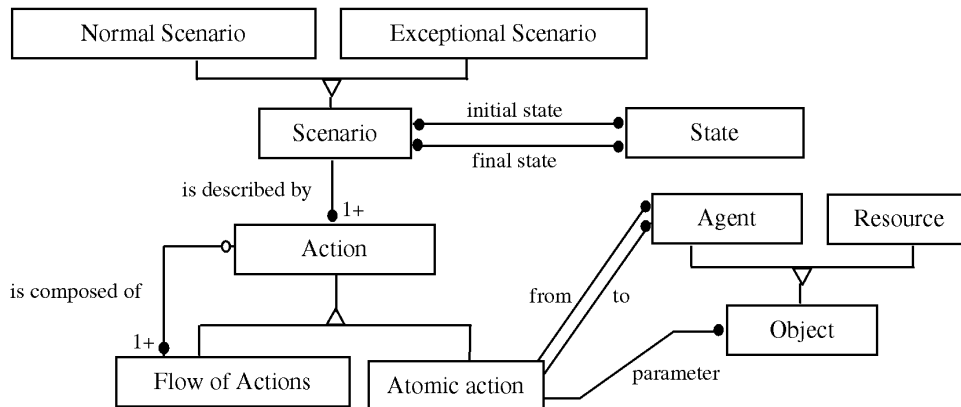 Normal Scenario
Exceptional Scenario
initial state
Scenario
State
final state
is described by
1+
Agent
Resource
Action
is composed of
from
to
Object
1+
Flow of Actions
Atomic action
parameter